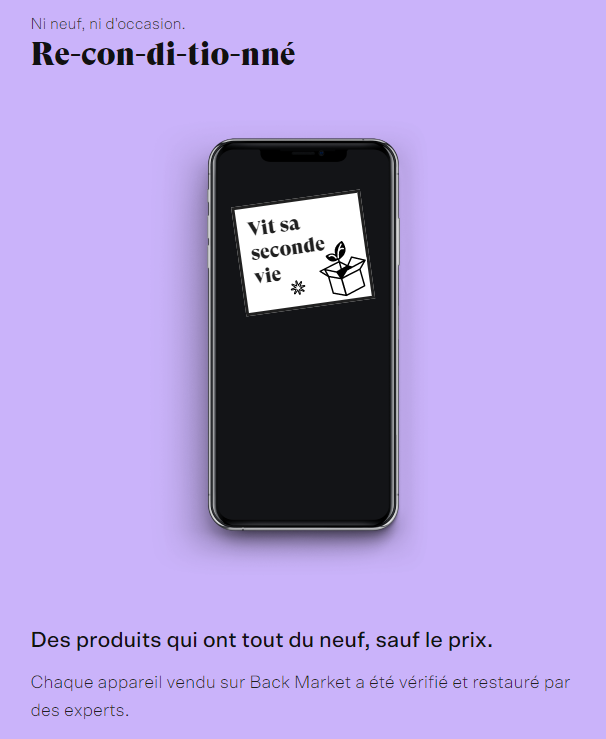 Ni neuf, ni d'occasion.
Re-con-di-tio-nné
Vit sa
seconde
vie
Des produits qui ont tout du neuf, sauf le prix.
Chaque appareil vendu sur Back Market a été vérifié et restauré par
des experts.